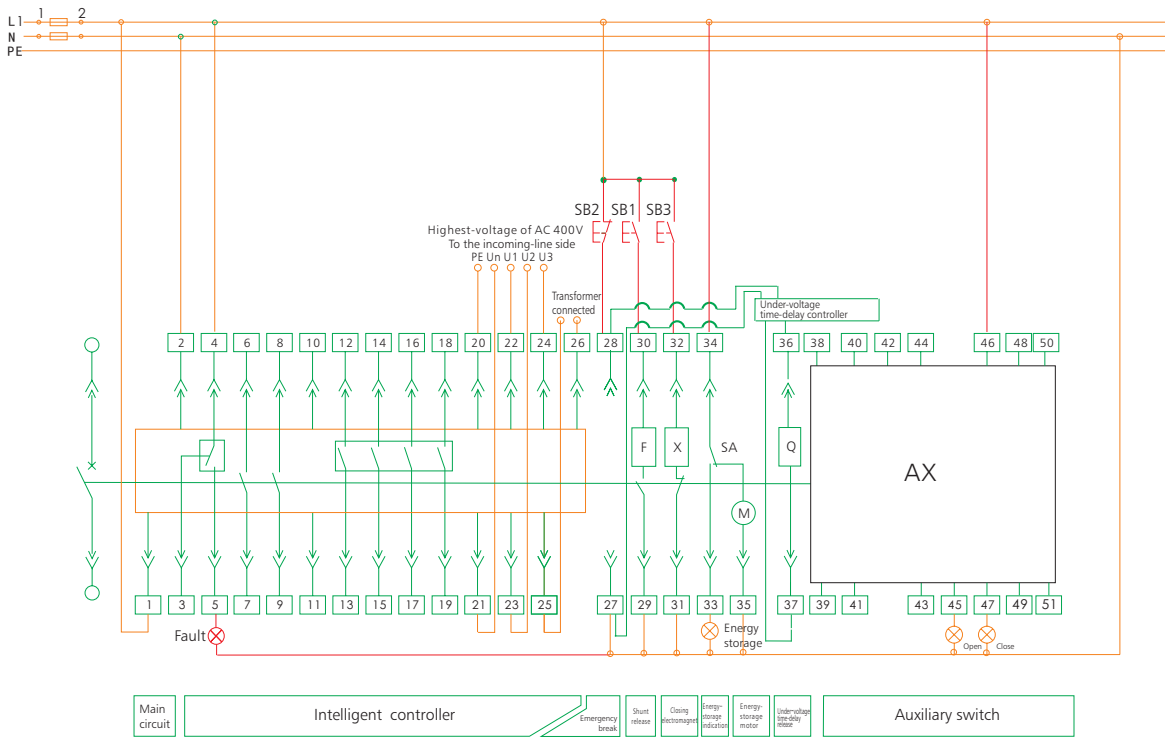 L1 1 2
N
PE
SB2 SB1 SB3
Highest-voltage of AC 400V
To the incoming-line side
PE Un U1 U2 U3
Transformer
connected
Under-voltage
time-delay controller
2 4 6 8 10 12 14 16 18 20 22 24 26 28 30 32 34 36 38 40 42 44 46 48 50
F X SA Q
AX
M
1 3 5 7 9 11 13 15 17 19 21 23 25 27 29 31 33 35 37 39 41 43 45 47 49 51
Fault
Energy
storage
Open Close
Main
circuit
Intelligent controller
Emergency
break
Shunt
release
Closing
electromagnet
Energy-
storage
indication
Energy-
storage
motor
Under-voltage
time-delay
release
Auxiliary switch